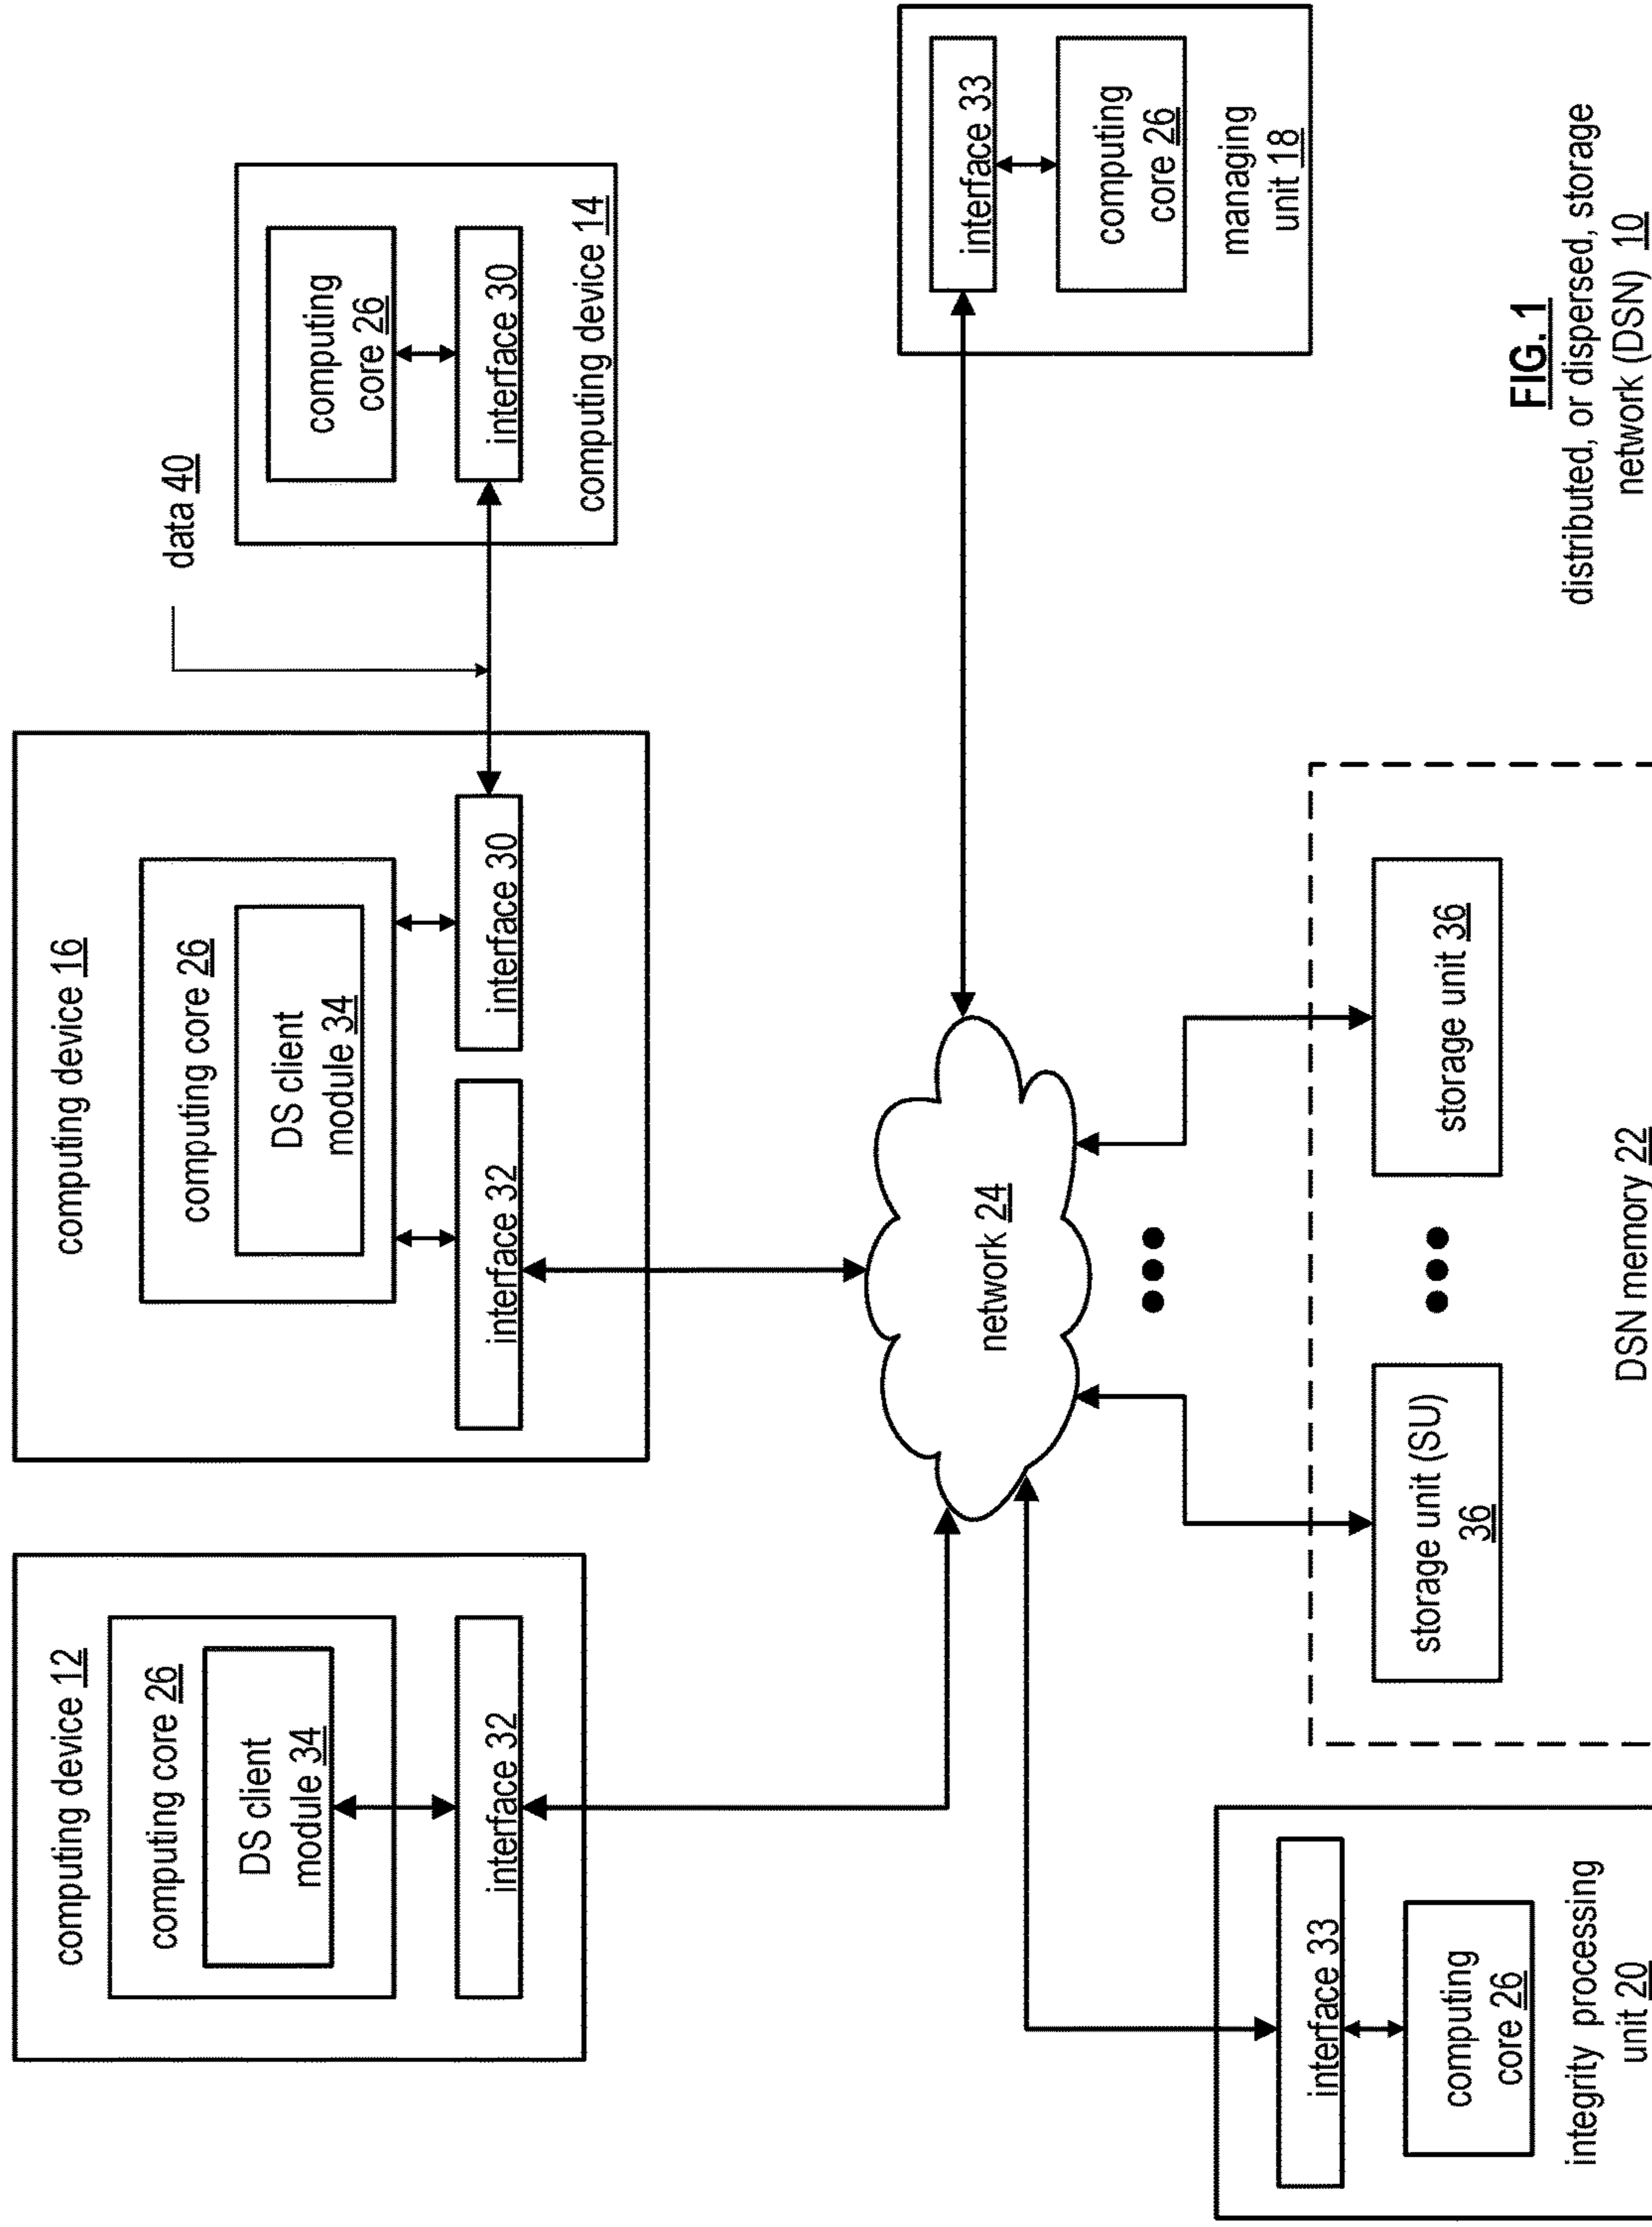 computing device 12
computing core 26
DS client
module 34
interface 32
computing device 16
computing core 26
DS client
module 34
interface 32
interface 30
data 40
computing
core 26
interface 30
computing device 14
network 24
interface 33
computing
core 26
managing
unit 18
interface 33
computing
core 26
integrity processing
unit 20
storage unit (SU)
36
storage unit 36
DSN memory 22
FIG. 1
distributed, or dispersed, storage
network (DSN) 10